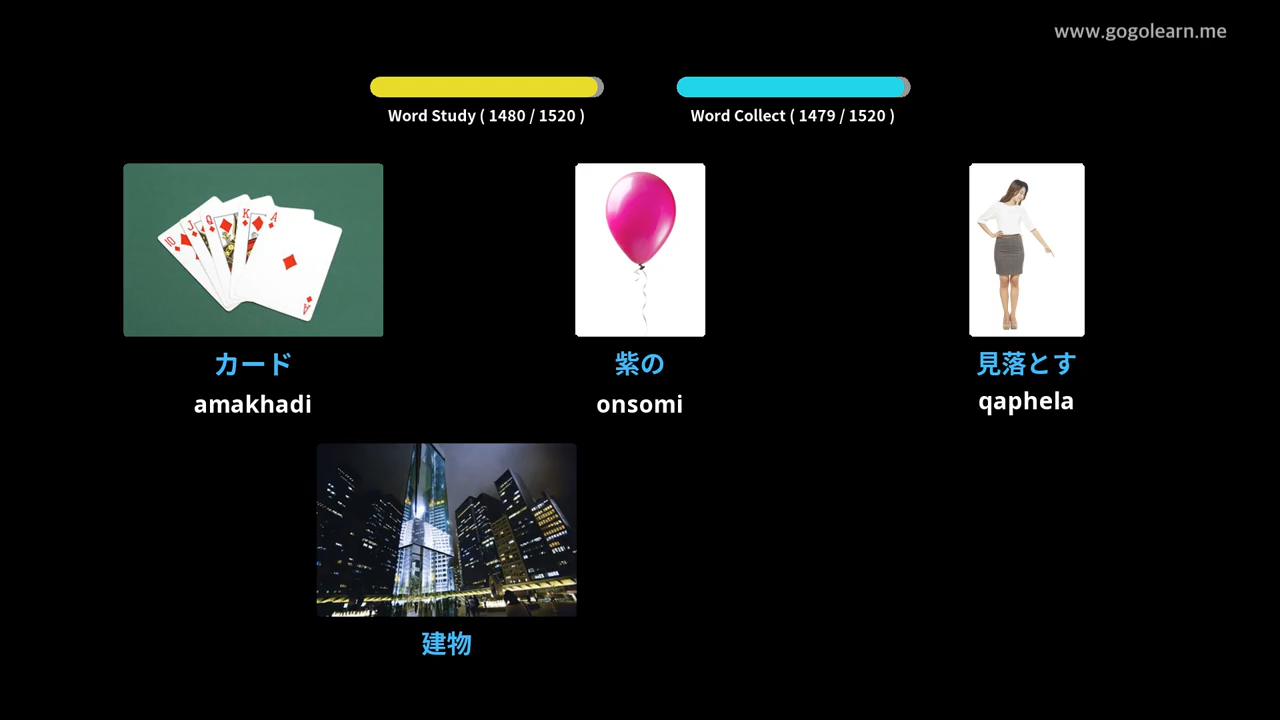 www.gogolearn.me
Word Study ( 1480 / 1520 )
Word Collect ( 1479 / 1520 )
10 J Q K A
A
カード
紫の
見落とす
amakhadi
onsomi
qaphela
建物